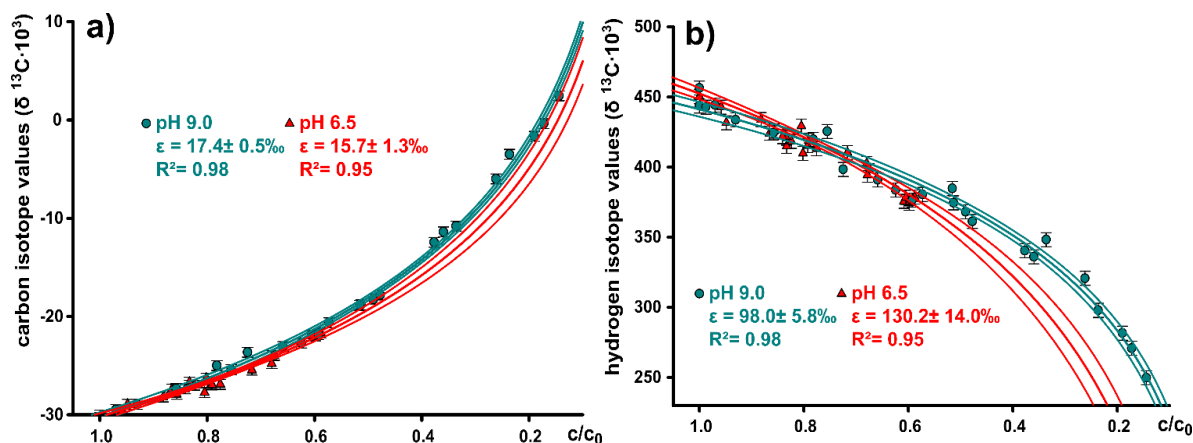 a)
carbon isotope values (δ ¹³C·10³)
10
0
-10
-20
-30
pH 9.0
ε = 17.4± 0.5‰
R²= 0.98
pH 6.5
ε = 15.7± 1.3‰
R²= 0.95
1.0 0.8 0.6 0.4 0.2 c/c₀
b)
hydrogen isotope values (δ ¹³C·10³)
500
450
400
350
300
250
pH 9.0
ε = 98.0± 5.8‰
R²= 0.98
pH 6.5
ε = 130.2± 14.0‰
R²= 0.95
1.0 0.8 0.6 0.4 0.2 c/c₀